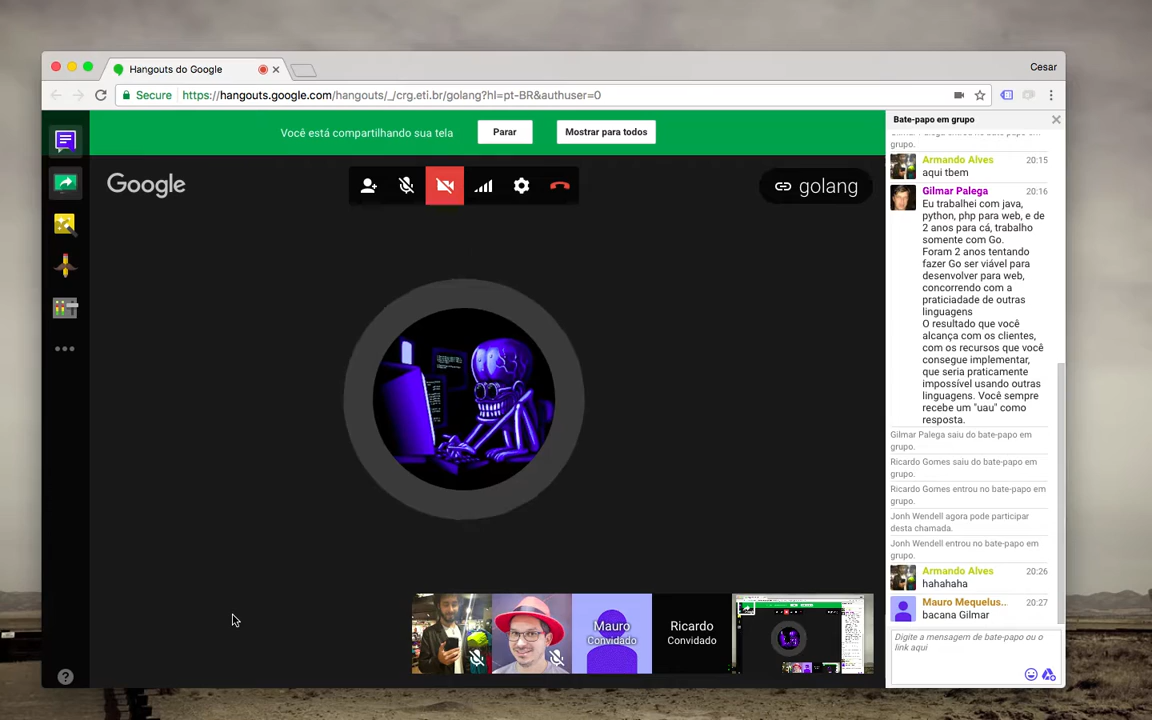 Hangouts do Google
Cesar
Secure
https://hangouts.google.com/hangouts/_/crg.eti.br/golang?hl=pt-BR&authuser=0
Você está compartilhando sua tela
Parar
Mostrar para todos
Google
golang
Bate-papo em grupo
grupo.
Armando Alves 20:15
aqui tbem
Gilmar Palega 20:16
Eu trabalhei com java,
python, php para web, e de
2 anos para cá, trabalho
somente com Go.
Foram 2 anos tentando
fazer Go ser viável para
desenvolver para web,
concorrendo com a
praticiadade de outras
linguagens
O resultado que você
alcança com os clientes,
com os recursos que você
consegue implementar,
que seria praticamente
impossível usando outras
linguagens. Você sempre
recebe um "uau" como
resposta.
Gilmar Palega saiu do bate-papo em
grupo.
Ricardo Gomes saiu do bate-papo em
grupo.
Ricardo Gomes entrou no bate-papo em
grupo.
Jonh Wendell agora pode participar
desta chamada.
Jonh Wendell entrou no bate-papo em
grupo.
Armando Alves 20:26
hahahaha
Mauro Mequelus.. 20:27
bacana Gilmar
Digite a mensagem de bate-papo ou o
link aqui
Mauro
Convidado
Ricardo
Convidado